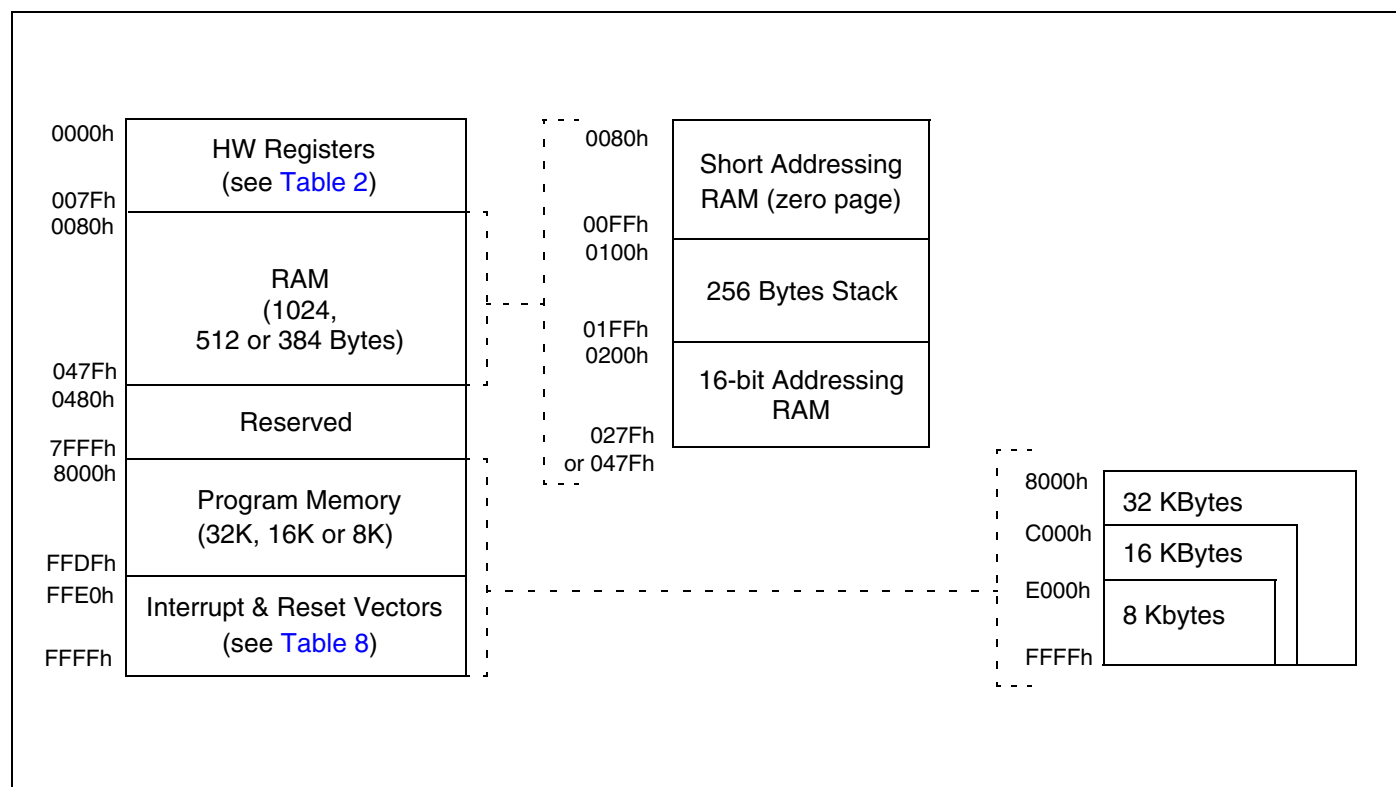 0000h
HW Registers
(see Table 2)
007Fh
0080h
RAM
(1024,
512 or 384 Bytes)
047Fh
0480h
Reserved
7FFFh
8000h
Program Memory
(32K, 16K or 8K)
FFDFh
FFE0h
Interrupt & Reset Vectors
(see Table 8)
FFFFh
0080h
Short Addressing
RAM (zero page)
00FFh
0100h
256 Bytes Stack
01FFh
0200h
16-bit Addressing
RAM
027Fh
or 047Fh
8000h
32 KBytes
C000h
16 KBytes
E000h
8 Kbytes
FFFFh